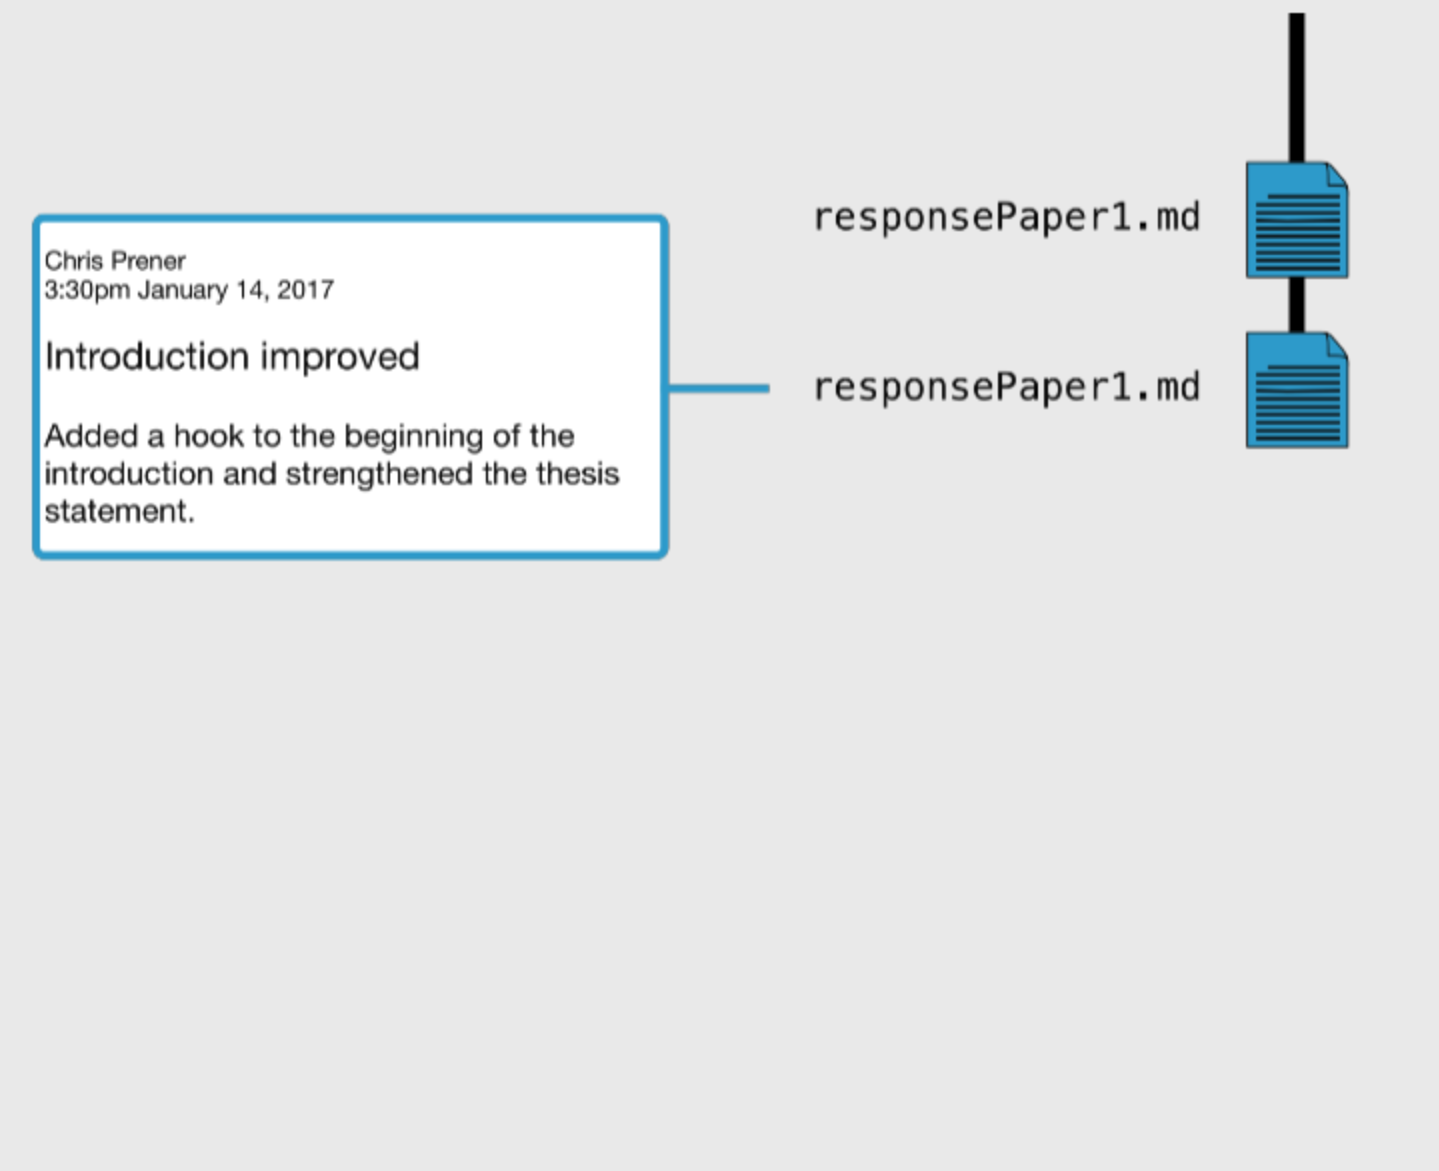 responsePaper1.md
Chris Prener
3:30pm January 14, 2017
Introduction improved
responsePaper1.md
Added a hook to the beginning of the
introduction and strengthened the thesis
statement.